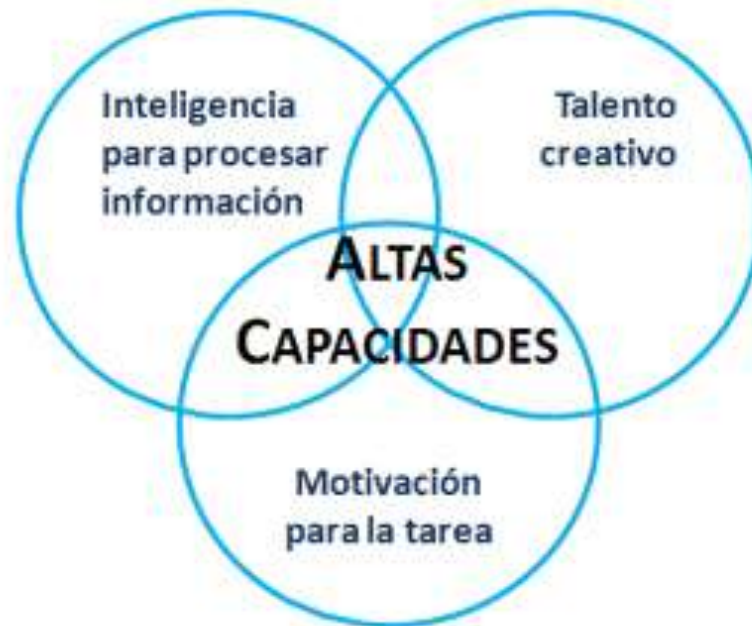 Inteligencia
para procesar
información
Talento
creativo
ALTAS
CAPACIDADES
Motivación
para la tarea